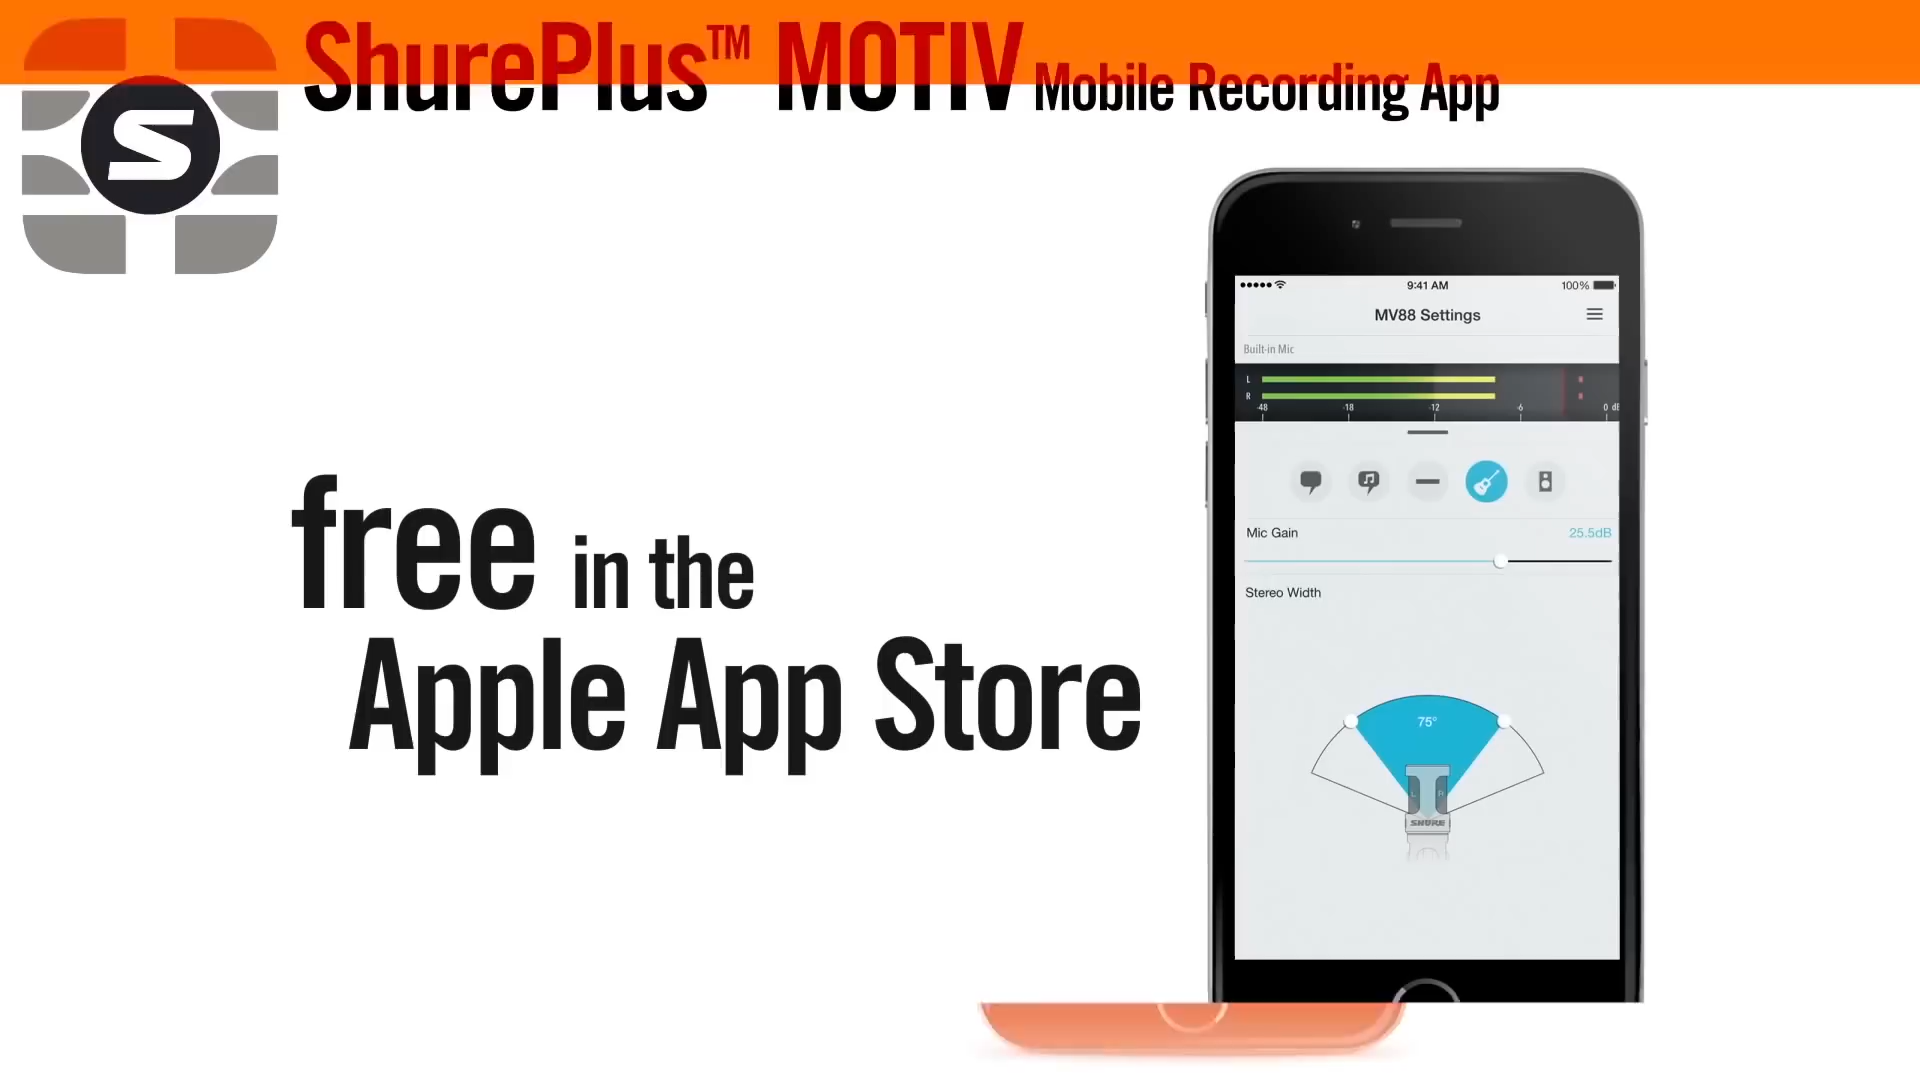 ShurePlus™ MOTIV Mobile Recording App
S
9:41 AM 100%
MV88 Settings
Built-in Mic
L
R
-48 -18 -12 -6 0 dB
Mic Gain 25.5dB
Stereo Width
75°
L R
SHURE
free in the
Apple App Store